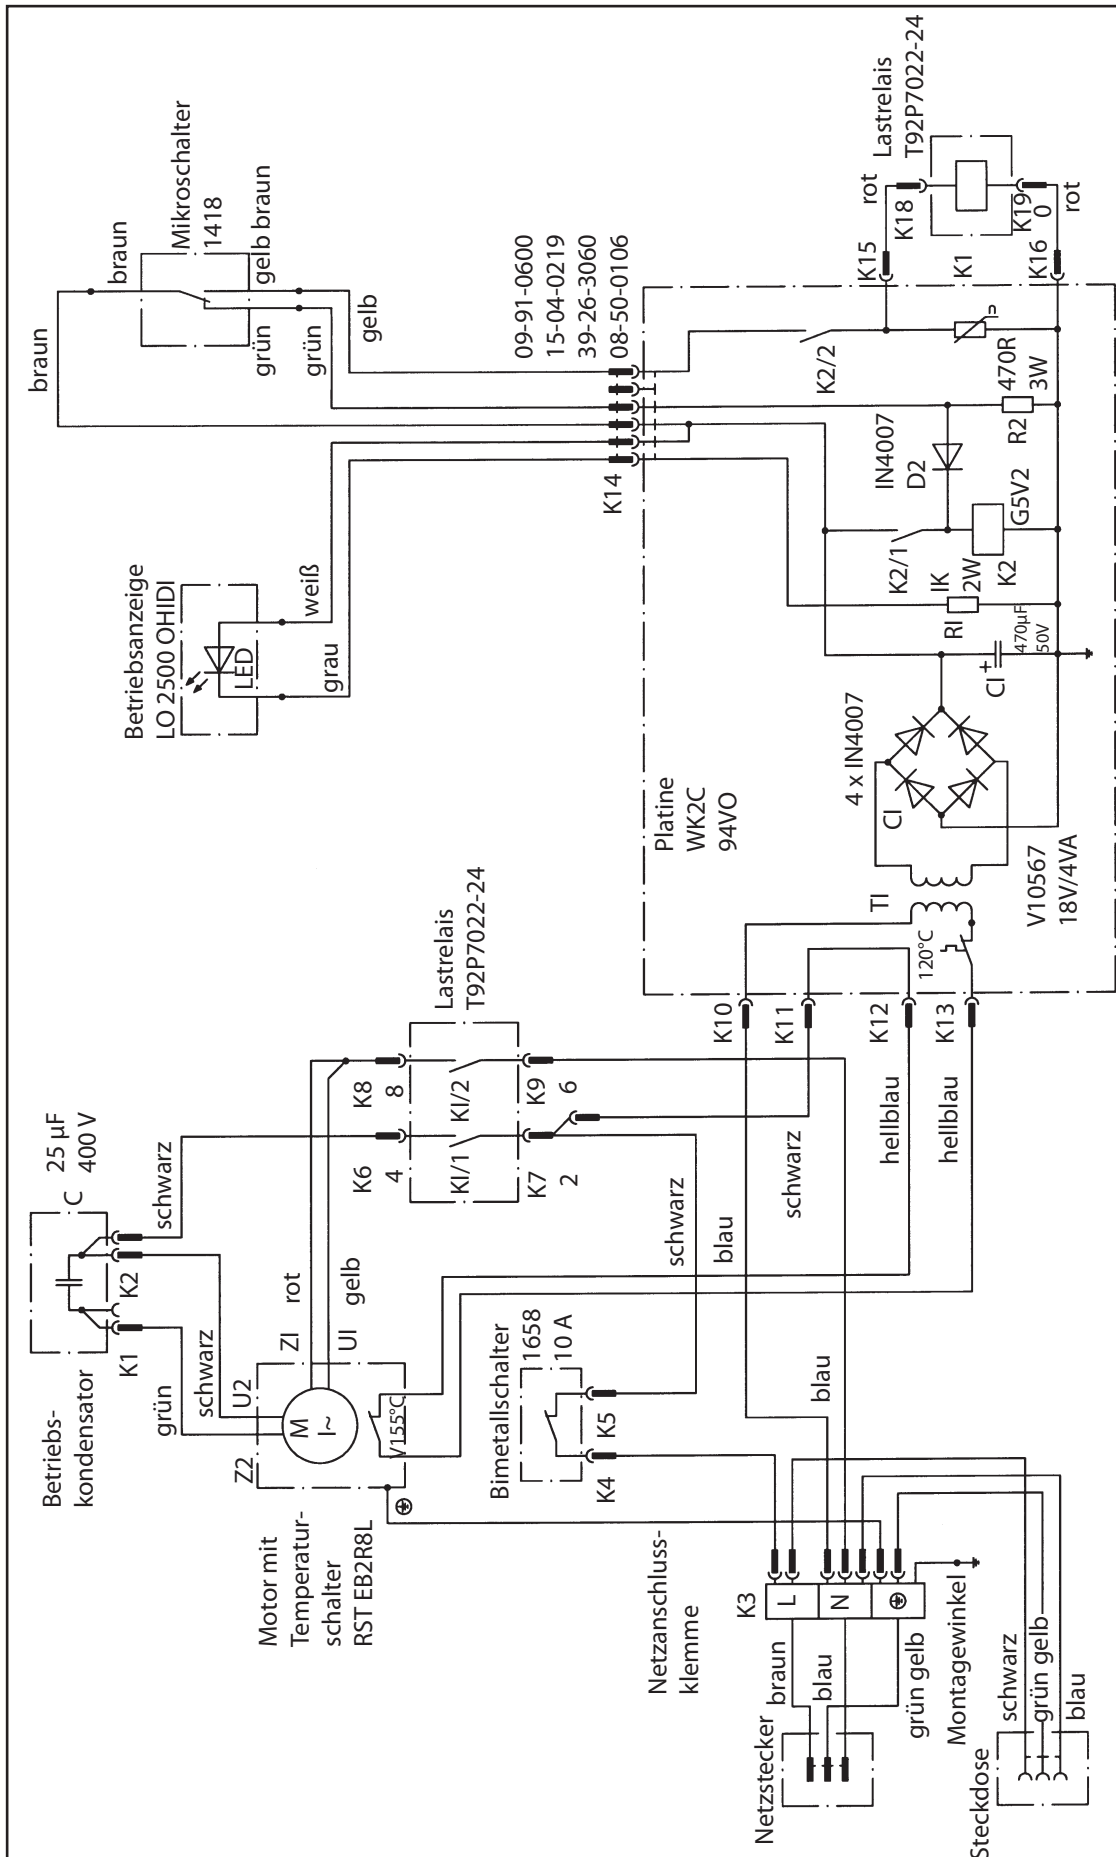 Betriebs-
kondensator
K1
K2
C
25 µF
400 V
grün
schwarz
schwarz
Z2
U2
ZI
UI
rot
gelb
M
I~
V155°C
Motor mit
Temperatur-
schalter
RST EB2R8L
Bimetallschalter
1658
10 A
K4
K5
schwarz
Lastrelais
T92P7022-24
K6
4
K8
8
KI/1
KI/2
K7
2
K9
6
schwarz
blau
blau
hellblau
hellblau
K10
K11
K12
K13
Netzanschluss-
klemme
K3
L
N
Netzstecker
braun
blau
grün gelb
Montagewinkel
Steckdose
schwarz
grün gelb
blau
Betriebsanzeige
LO 2500 OHIDI
LED
weiß
grau
Mikroschalter
1418
braun
braun
grün
grün
gelb braun
gelb
K14
09-91-0600
15-04-0219
39-26-3060
08-50-0106
Platine
WK2C
94VO
120°C
TI
V10567
18V/4VA
CI
4 x IN4007
CI
+
470µF
50V
RI
IK
2W
K2/1
K2
G5V2
D2
IN4007
R2
470R
3W
K2/2
n
K1
K15
K16
rot
rot
K18
K19
0
Lastrelais
T92P7022-24